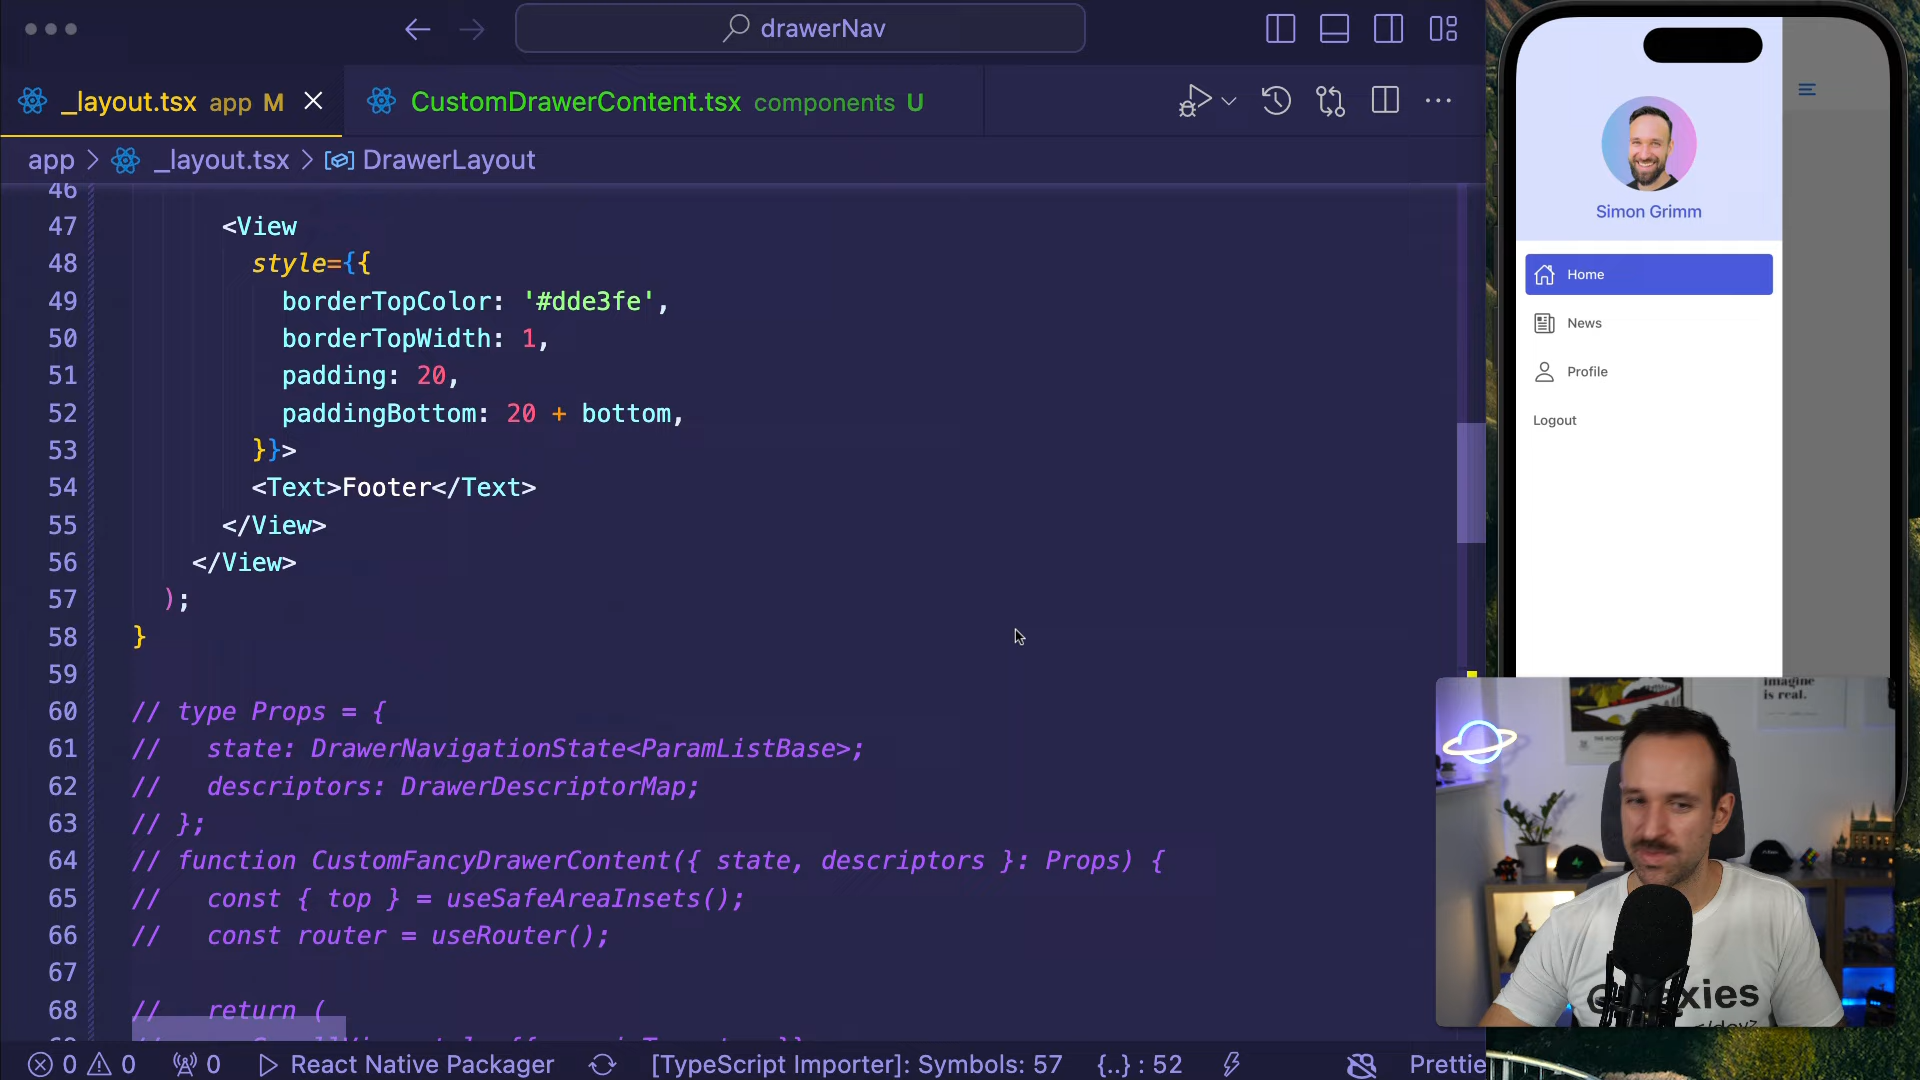 drawerNav
_layout.tsx app M
CustomDrawerContent.tsx components U
app > _layout.tsx > DrawerLayout
46
47 <View
48 style={{
49 borderTopColor: '#dde3fe',
50 borderTopWidth: 1,
51 padding: 20,
52 paddingBottom: 20 + bottom,
53 }}>
54 <Text>Footer</Text>
55 </View>
56 </View>
57 );
58 }
59
60 // type Props = {
61 //   state: DrawerNavigationState<ParamListBase>;
62 //   descriptors: DrawerDescriptorMap;
63 // };
64 // function CustomFancyDrawerContent({ state, descriptors }: Props) {
65 //   const { top } = useSafeAreaInsets();
66 //   const router = useRouter();
67
68 //   return (
0 0 0 React Native Packager [TypeScript Importer]: Symbols: 57 {..} : 52 Prettie
Simon Grimm
Home
News
Profile
Logout
imagine
is real.